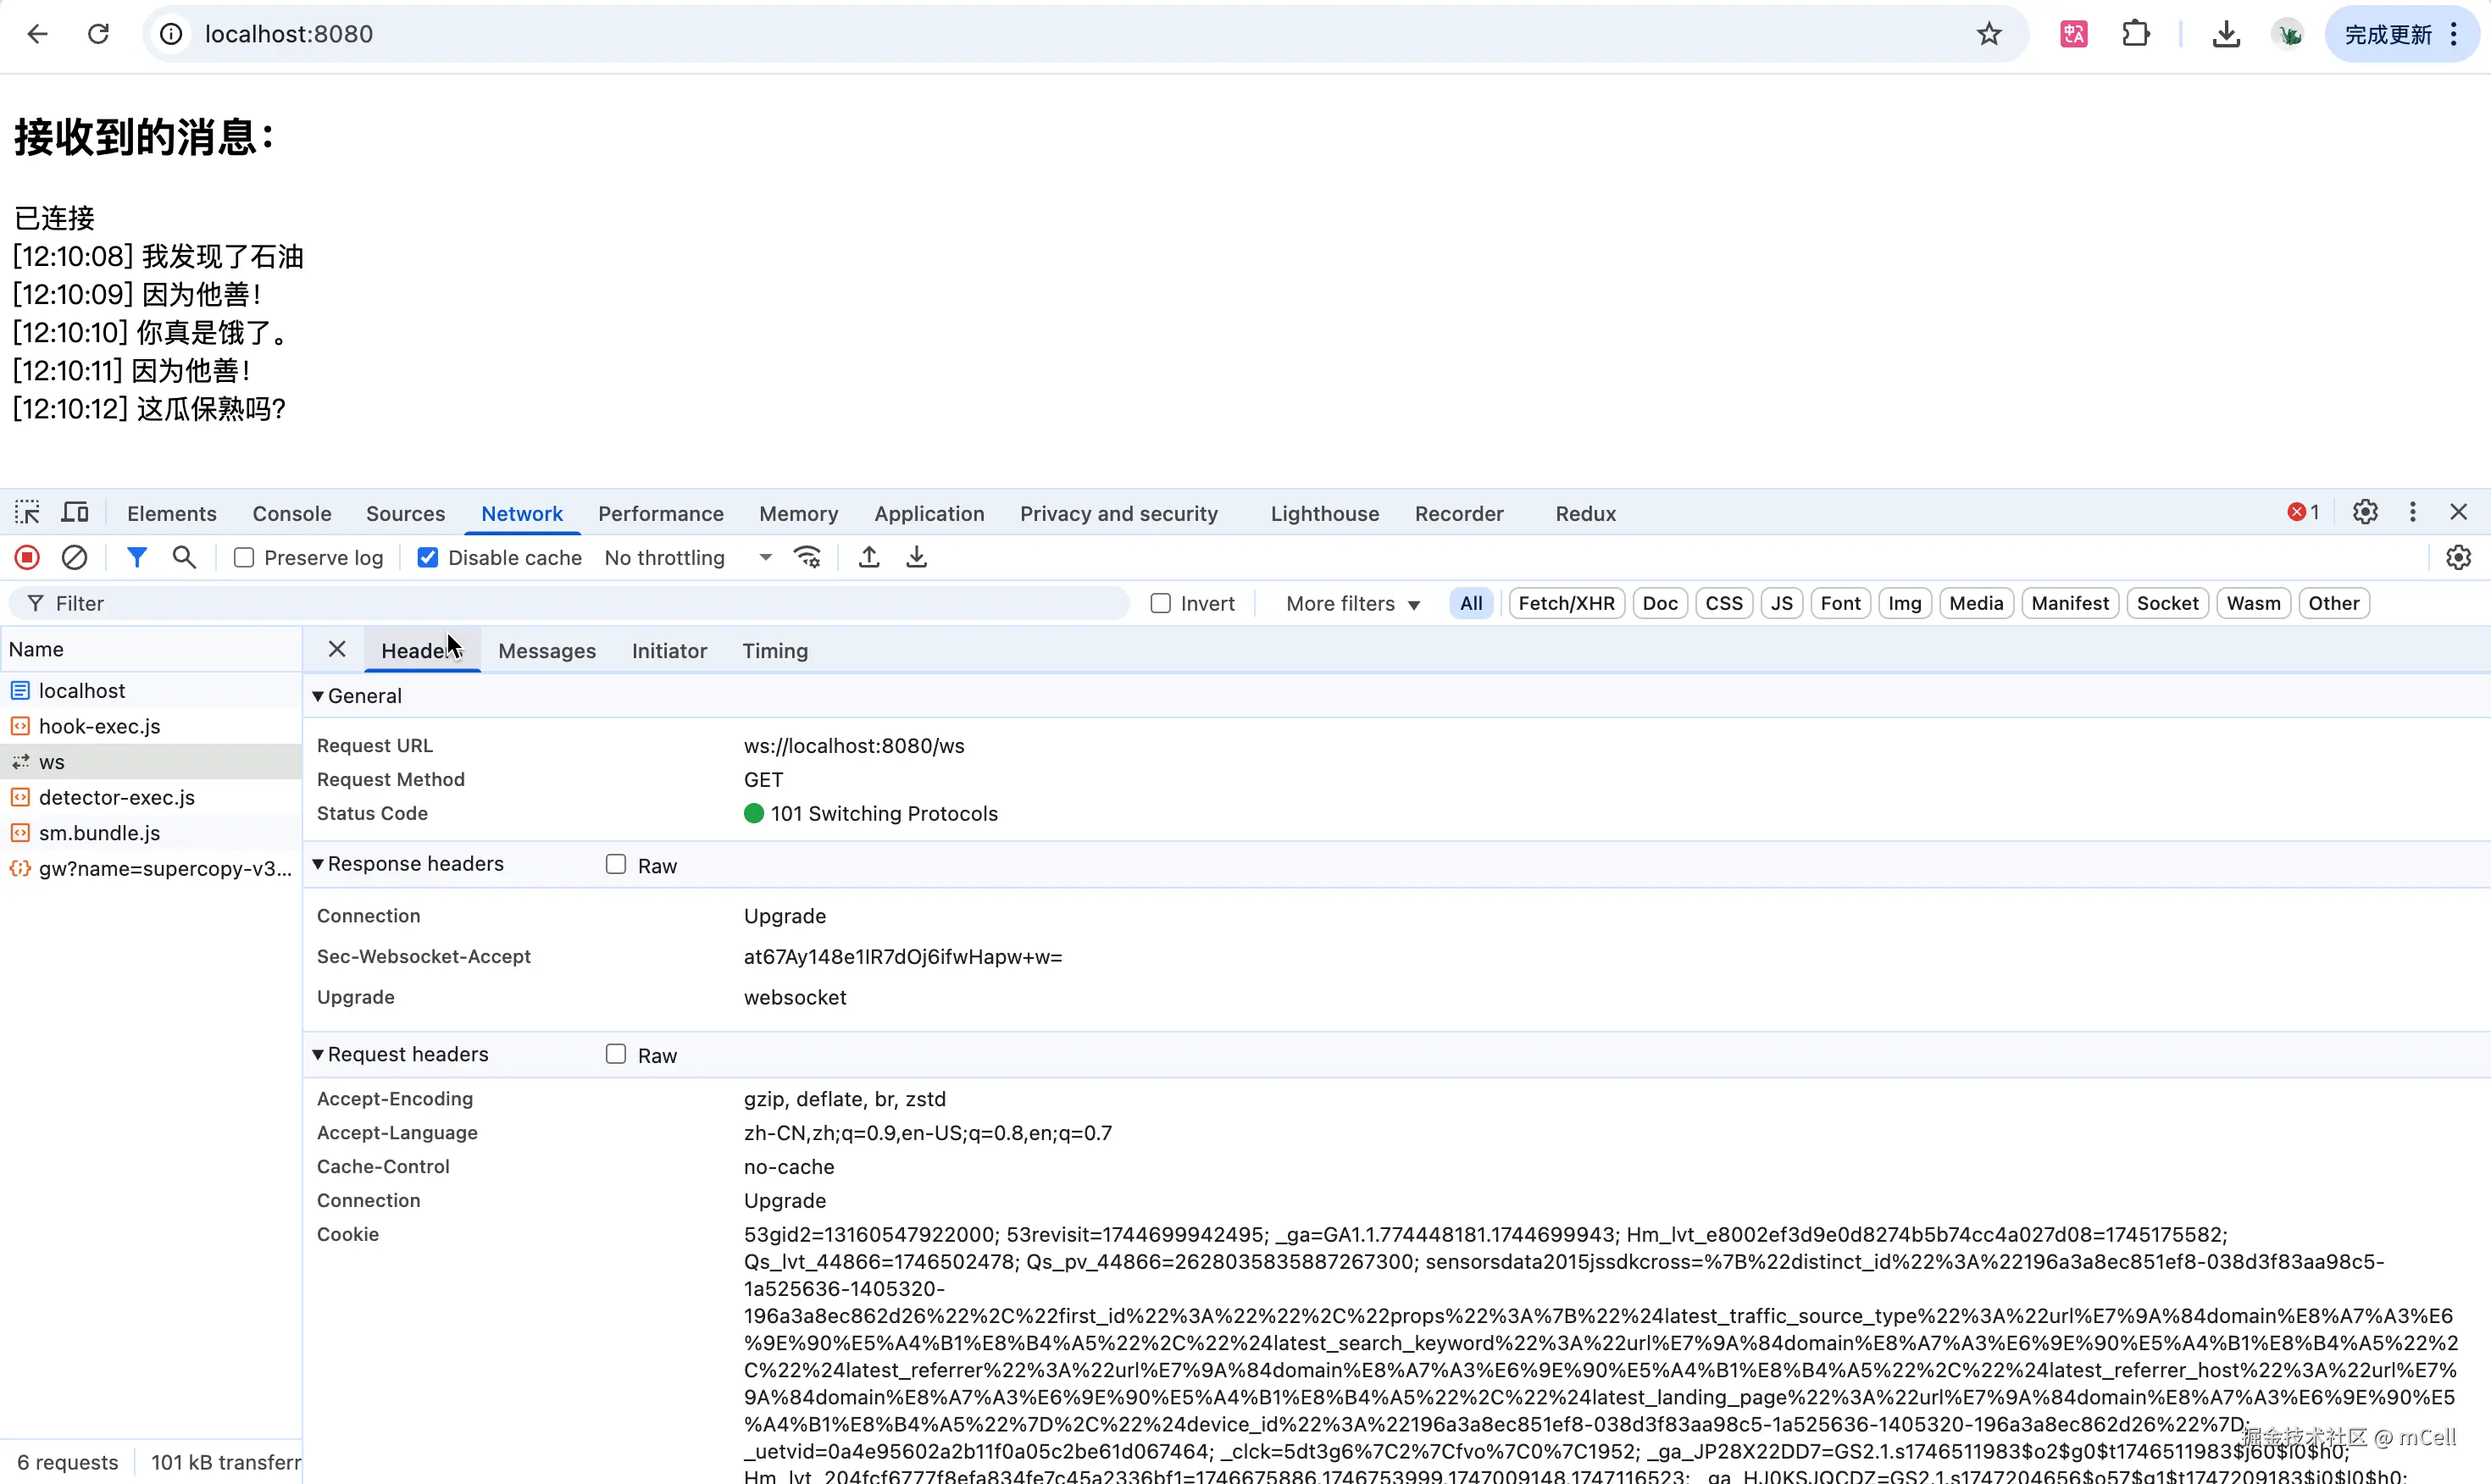 localhost:8080
完成更新
接收到的消息：
已连接
[12:10:08] 我发现了石油
[12:10:09] 因为他善！
[12:10:10] 你真是饿了。
[12:10:11] 因为他善！
[12:10:12] 这瓜保熟吗？
Elements Console Sources Network Performance Memory Application Privacy and security Lighthouse Recorder Redux 1
Preserve log Disable cache No throttling
Filter Invert More filters All Fetch/XHR Doc CSS JS Font Img Media Manifest Socket Wasm Other
Name Headers Messages Initiator Timing
localhost
hook-exec.js
ws
detector-exec.js
sm.bundle.js
gw?name=supercopy-v3...
General
Request URL ws://localhost:8080/ws
Request Method GET
Status Code 101 Switching Protocols
Response headers Raw
Connection Upgrade
Sec-Websocket-Accept at67Ay148e1lR7dOj6ifwHapw+w=
Upgrade websocket
Request headers Raw
Accept-Encoding gzip, deflate, br, zstd
Accept-Language zh-CN,zh;q=0.9,en-US;q=0.8,en;q=0.7
Cache-Control no-cache
Connection Upgrade
Cookie 53gid2=13160547922000; 53revisit=1744699942495; _ga=GA1.1.774448181.1744699943; Hm_lvt_e8002ef3d9e0d8274b5b74cc4a027d08=1745175582;
Qs_lvt_44866=1746502478; Qs_pv_44866=2628035835887267300; sensorsdata2015jssdkcross=%7B%22distinct_id%22%3A%22196a3a8ec851ef8-038d3f83aa98c5-
1a525636-1405320-
196a3a8ec862d26%22%2C%22first_id%22%3A%22%22%2C%22props%22%3A%7B%22%24latest_traffic_source_type%22%3A%22url%E7%9A%84domain%E8%A7%A3%E6
%9E%90%E5%A4%B1%E8%B4%A5%22%2C%22%24latest_search_keyword%22%3A%22url%E7%9A%84domain%E8%A7%A3%E6%9E%90%E5%A4%B1%E8%B4%A5%22%2
C%22%24latest_referrer%22%3A%22url%E7%9A%84domain%E8%A7%A3%E6%9E%90%E5%A4%B1%E8%B4%A5%22%2C%22%24latest_referrer_host%22%3A%22url%E7%
9A%84domain%E8%A7%A3%E6%9E%90%E5%A4%B1%E8%B4%A5%22%2C%22%24latest_landing_page%22%3A%22url%E7%9A%84domain%E8%A7%A3%E6%9E%90%E5
%A4%B1%E8%B4%A5%22%7D%2C%22%24device_id%22%3A%22196a3a8ec851ef8-038d3f83aa98c5-1a525636-1405320-196a3a8ec862d26%22%7D;
_uetvid=0a4e95602a2b11f0a05c2be61d067464; _clck=5dt3g6%7C2%7Cfvo%7C0%7C1952; _ga_JP28X22DD7=GS2.1.s1746511983$o2$g0$t1746511983$j60$l0$h0;
Hm_lvt_204fcf6777f8efa834fe7c45a2336bf1=1746675886,1746753999,1747009148,1747116523; _ga_HJ0KSJQCDZ=GS2.1.s1747204656$o57$g1$t1747209183$j0$l0$h0;
6 requests 101 kB transferr
掘金技术社区 @ mCell